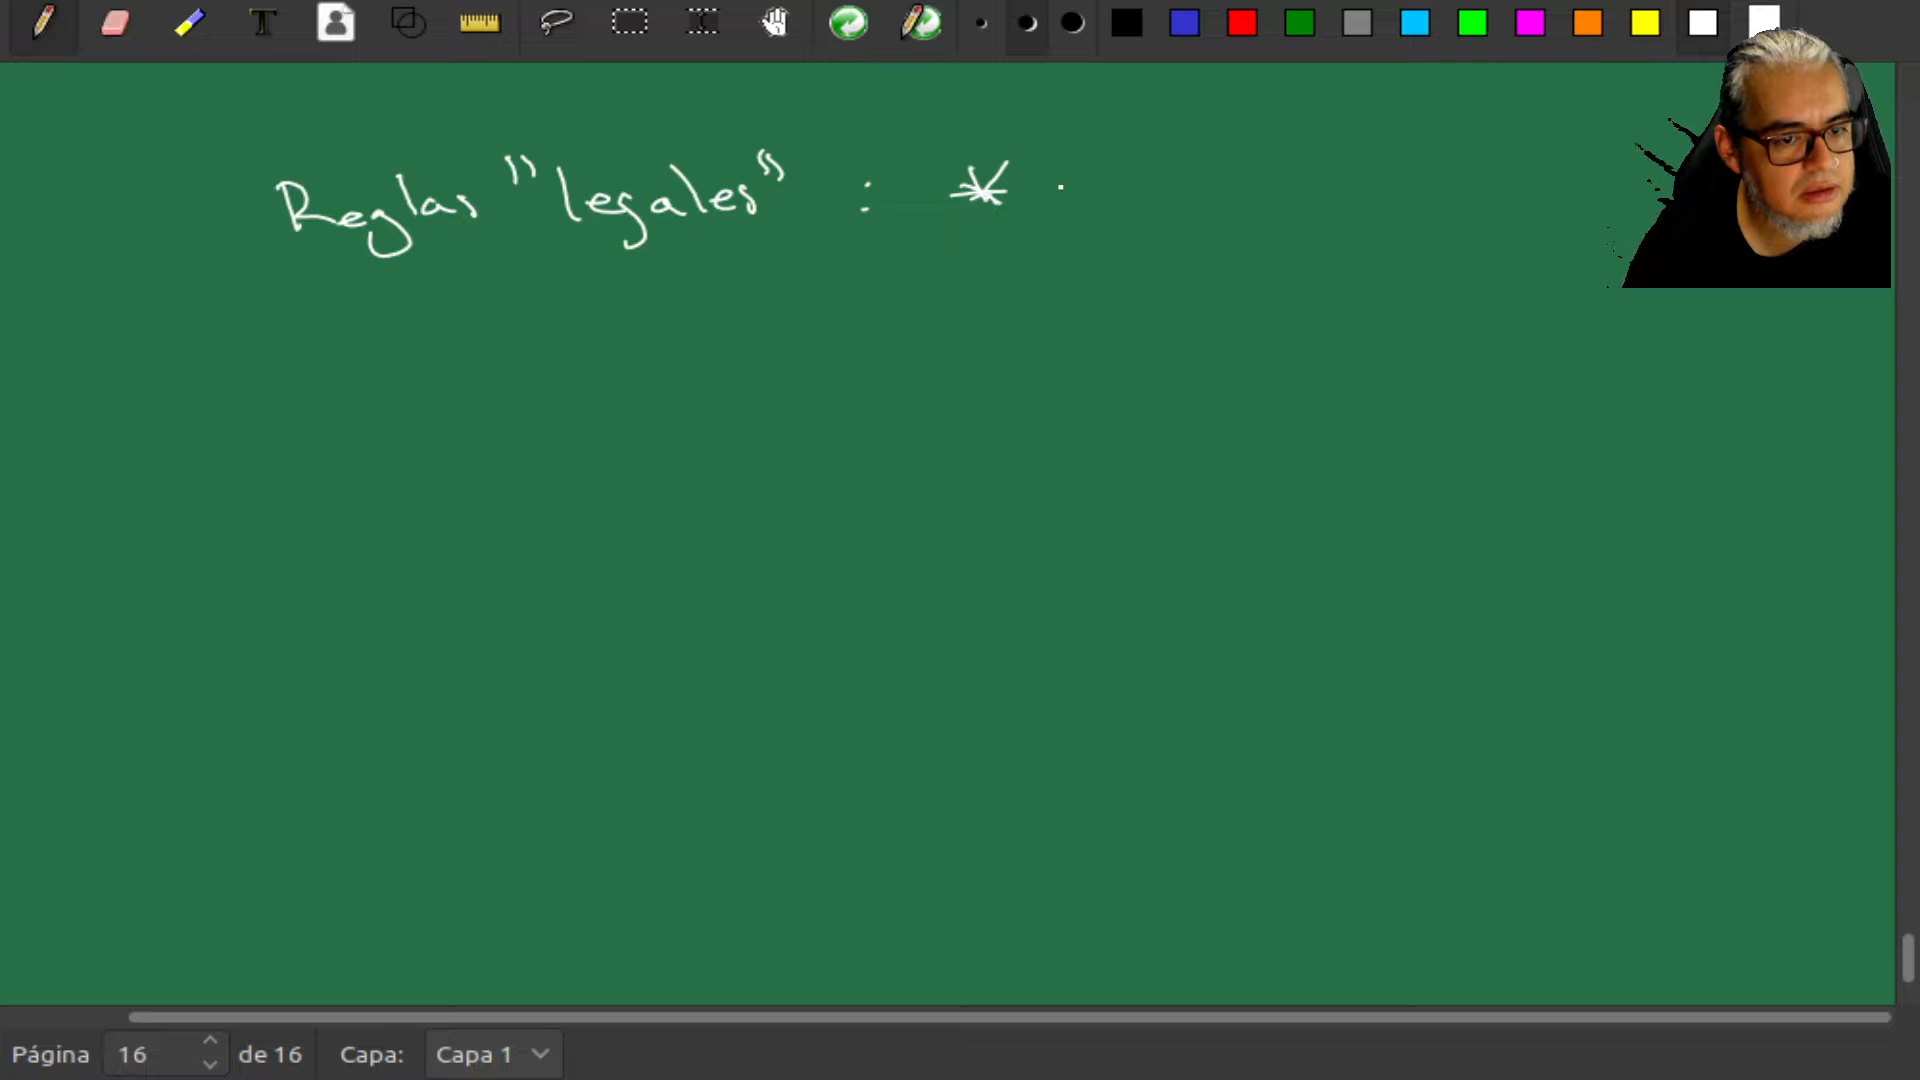 T
Reglas "legales" : *
Página 16 de 16 Capa: Capa 1